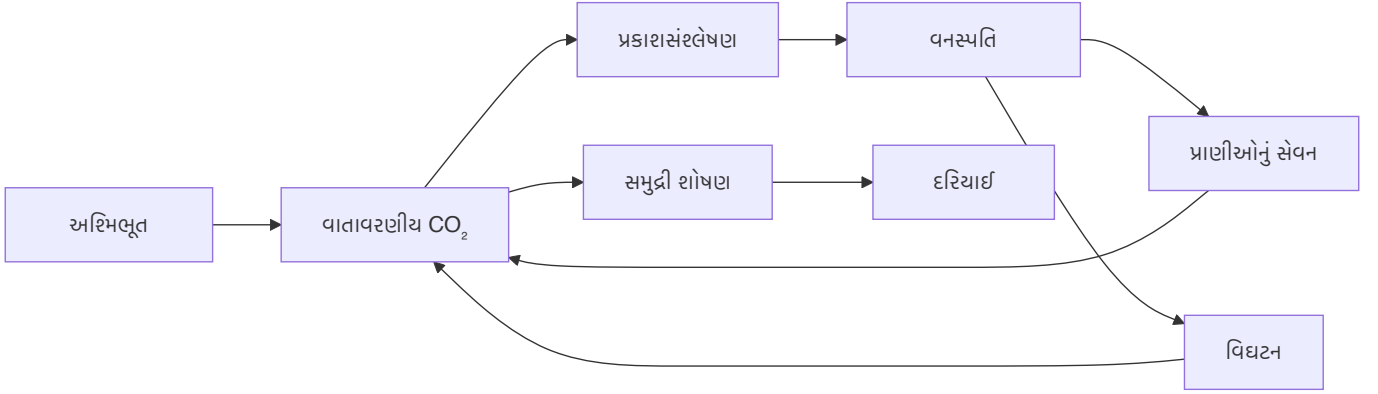 પ્રકાશસંશ્લેષણ
વનસ્પતિ
પ્રાણીઓનું સેવન
સમુદ્રી શોષણ
દરિયાઈ
અશ્મિભૂત
વાતાવરણીય CO₂
વિઘટન